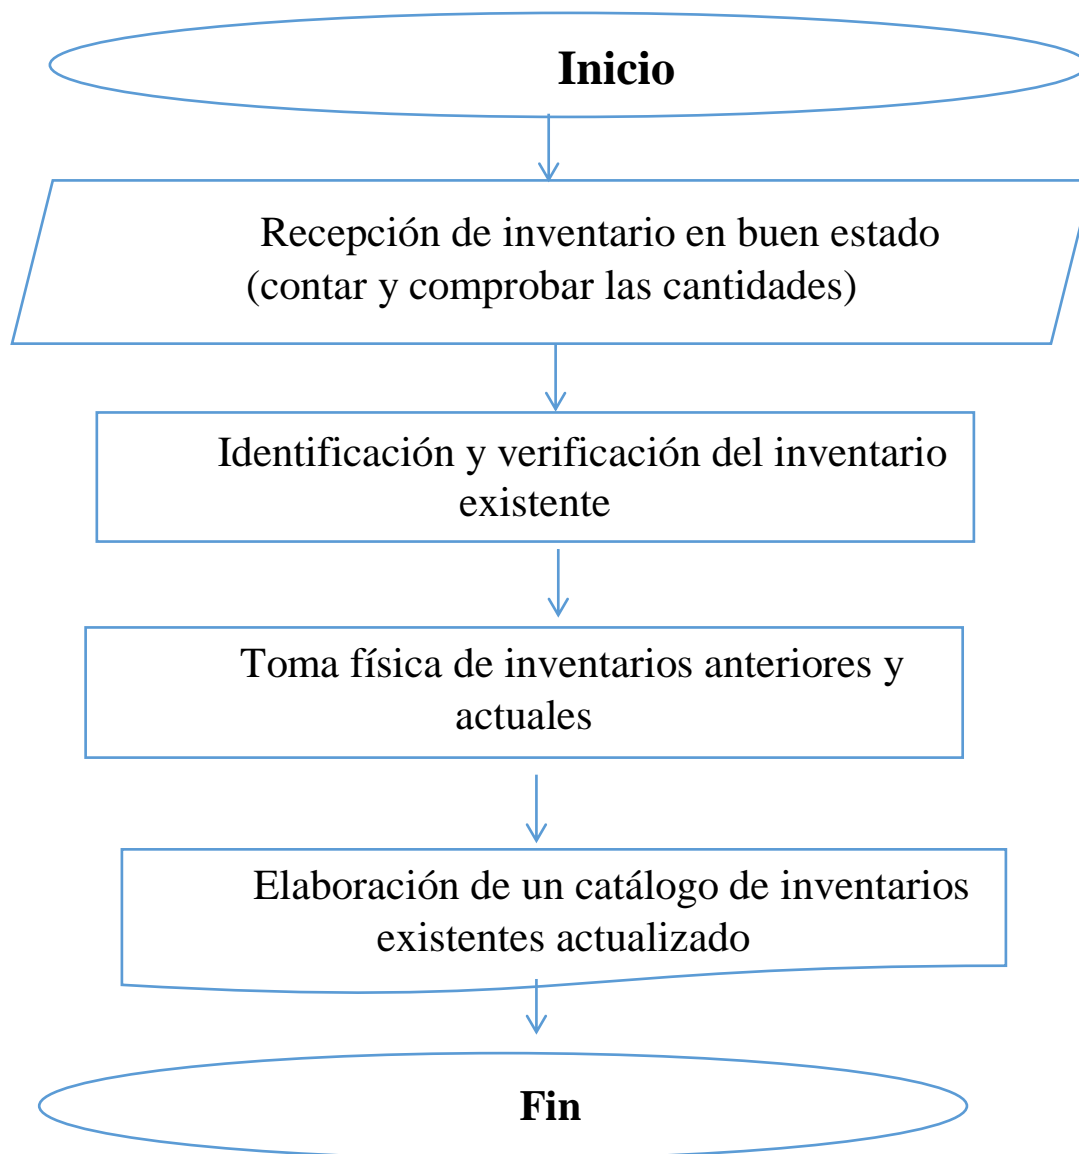 Inicio
Recepción de inventario en buen estado
(contar y comprobar las cantidades)
Identificación y verificación del inventario
existente
Toma física de inventarios anteriores y
actuales
Elaboración de un catálogo de inventarios
existentes actualizado
Fin